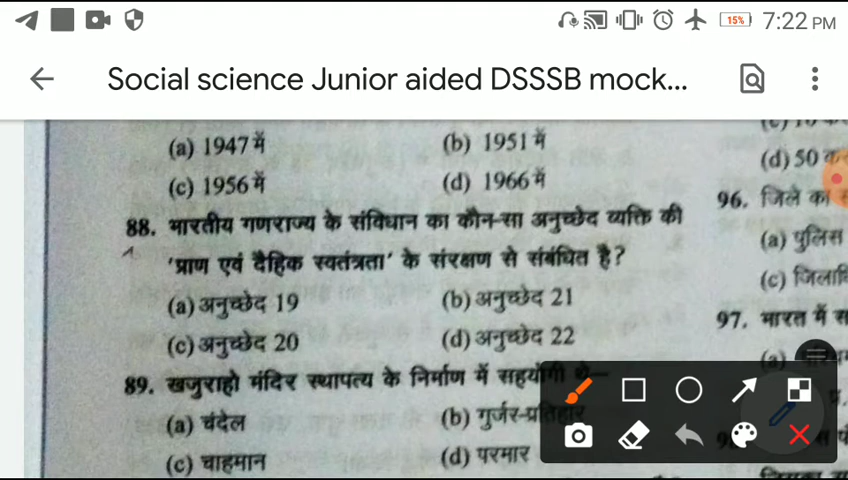 15% 7:22 PM
Social science Junior aided DSSSB mock...
(a) 1947 में (b) 1951 में
(c) 1956 में (d) 1966 में
88. भारतीय गणराज्य के संविधान का कौन-सा अनुच्छेद व्यक्ति की
'प्राण एवं दैहिक स्वतंत्रता' के संरक्षण से संबंधित है?
(a) अनुच्छेद 19 (b) अनुच्छेद 21
(c) अनुच्छेद 20 (d) अनुच्छेद 22
89. खजुराहो मंदिर स्थापत्य के निर्माण में सहयोगी थे—
(a) चंदेल (b) गुर्जर-प्रतिहार
(c) चाहमान (d) परमार
(d) 50
96. जिले का
(a) पुलिस
(c)
97. भारत में
(a)